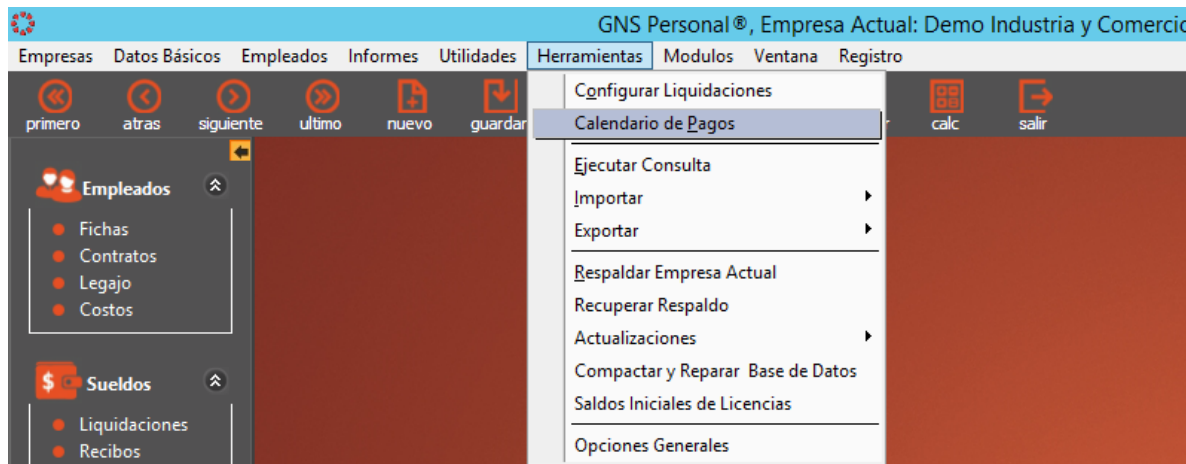 GNS Personal®, Empresa Actual: Demo Industria y Comercio
Empresas Datos Básicos Empleados Informes Utilidades Herramientas Modulos Ventana Registro
primero atras siguiente ultimo nuevo guardar calc salir
Configurar Liquidaciones
Calendario de Pagos
Ejecutar Consulta
Importar
Exportar
Respaldar Empresa Actual
Recuperar Respaldo
Actualizaciones
Compactar y Reparar Base de Datos
Saldos Iniciales de Licencias
Opciones Generales
Empleados
Fichas
Contratos
Legajo
Costos
$ Sueldos
Liquidaciones
Recibos